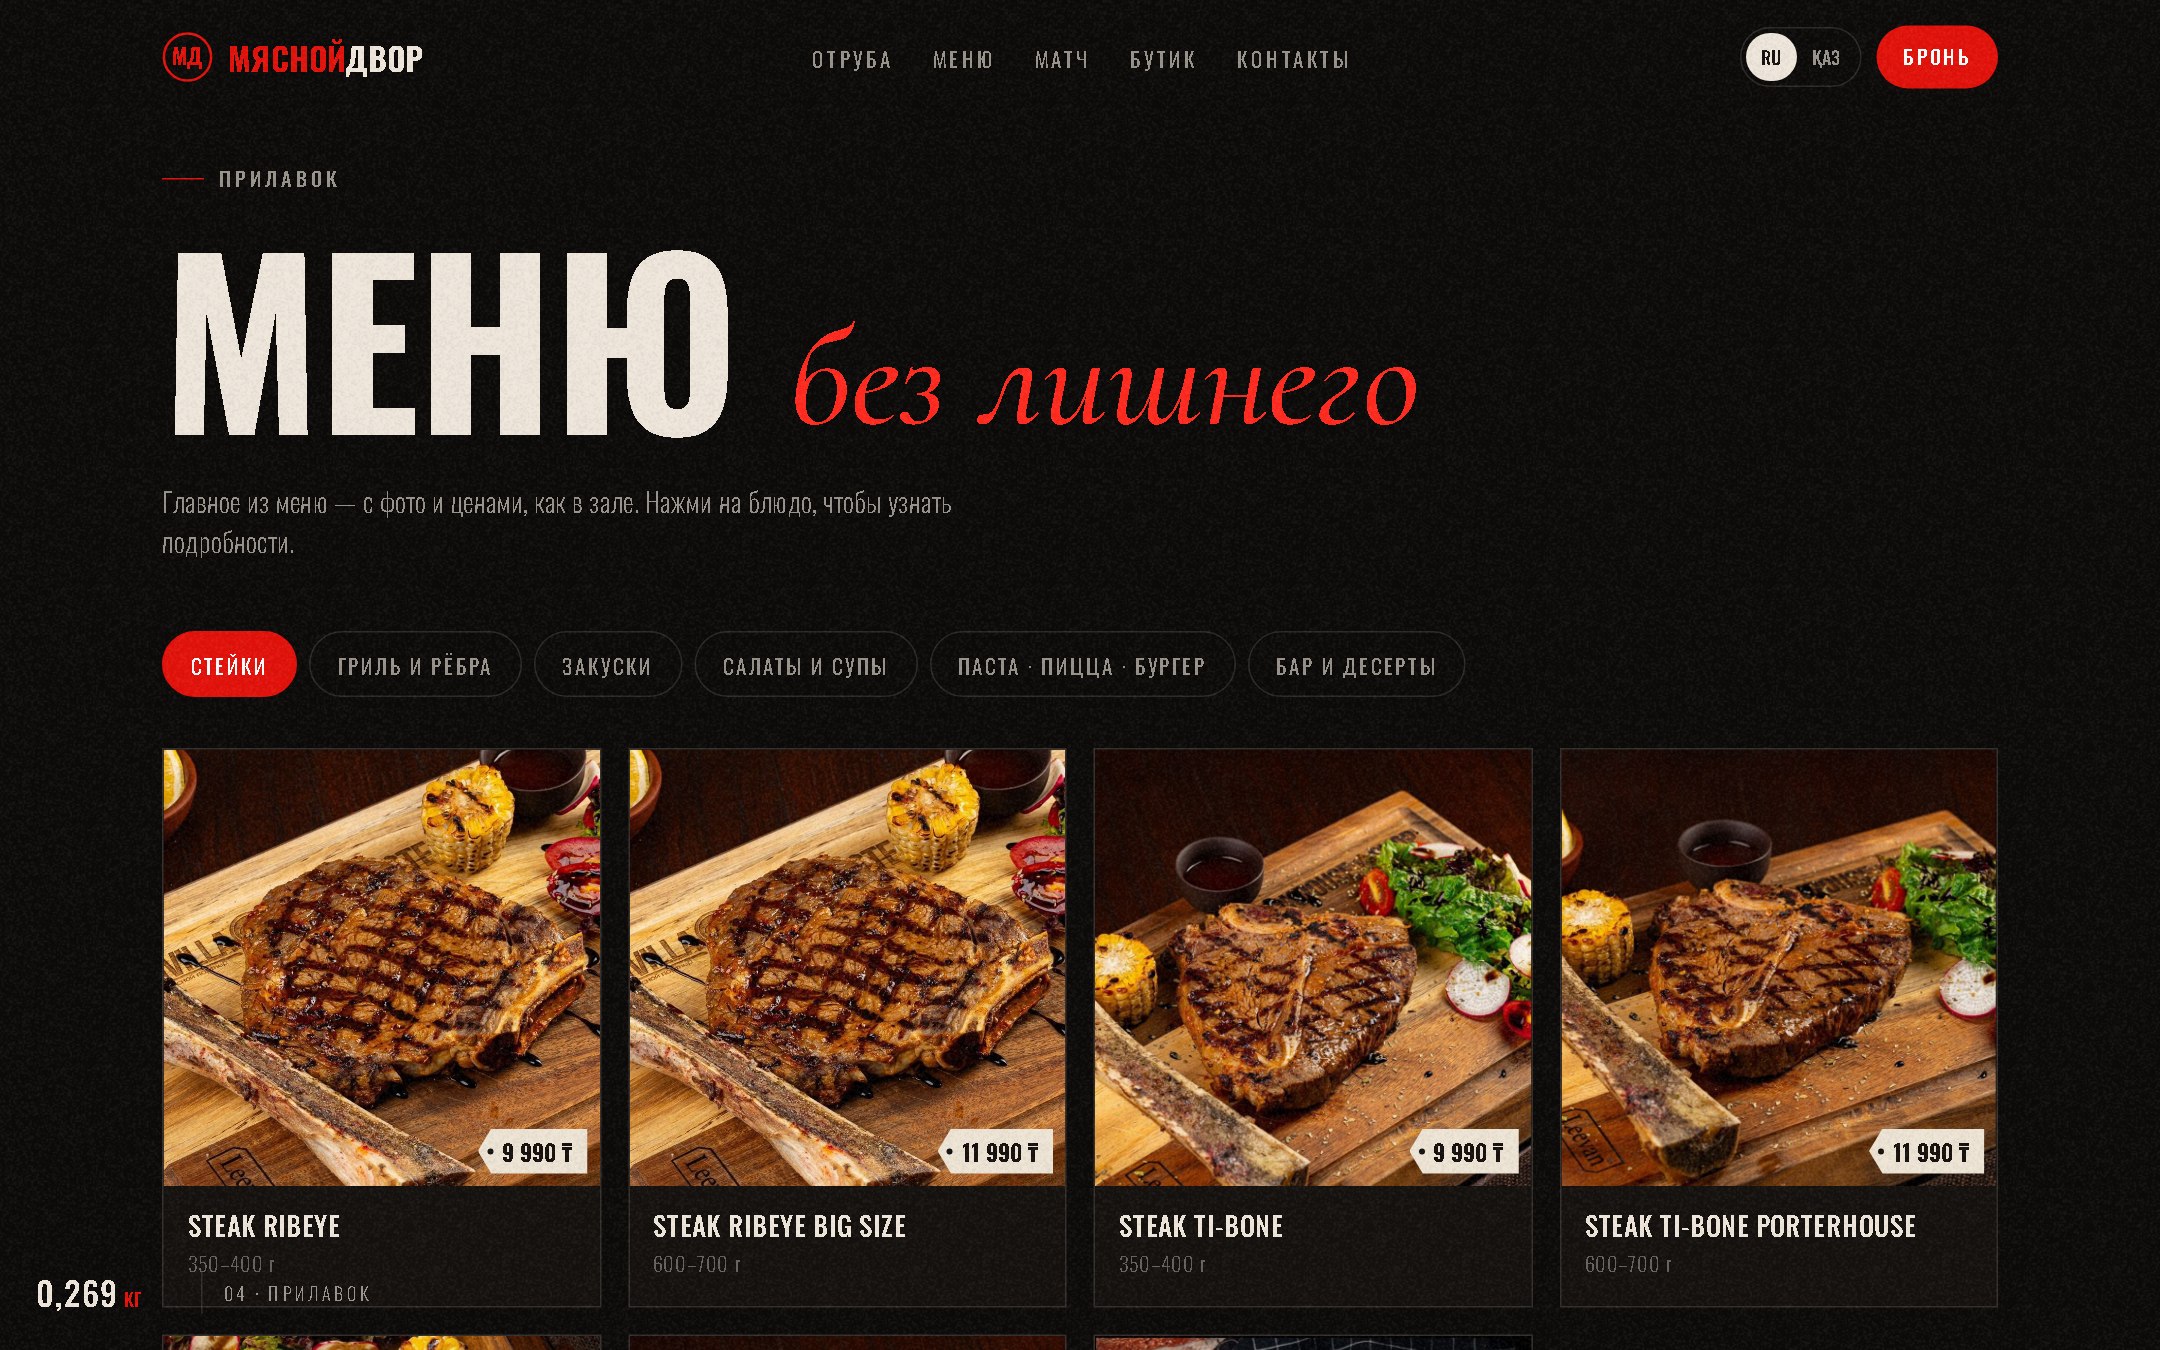 МД МЯСНОЙДВОР
ОТРУБА МЕНЮ МАТЧ БУТИК КОНТАКТЫ
RU ҚАЗ БРОНЬ
ПРИЛАВОК
МЕНЮ без лишнего
Главное из меню — с фото и ценами, как в зале. Нажми на блюдо, чтобы узнать
подробности.
СТЕЙКИ ГРИЛЬ И РЁБРА ЗАКУСКИ САЛАТЫ И СУПЫ ПАСТА · ПИЦЦА · БУРГЕР БАР И ДЕСЕРТЫ
Leevan
9 990 ₸
STEAK RIBEYE
350–400 г
11 990 ₸
STEAK RIBEYE BIG SIZE
600–700 г
9 990 ₸
STEAK TI-BONE
350–400 г
Leevan
11 990 ₸
STEAK TI-BONE PORTERHOUSE
600–700 г
0,269 кг
04 · ПРИЛАВОК